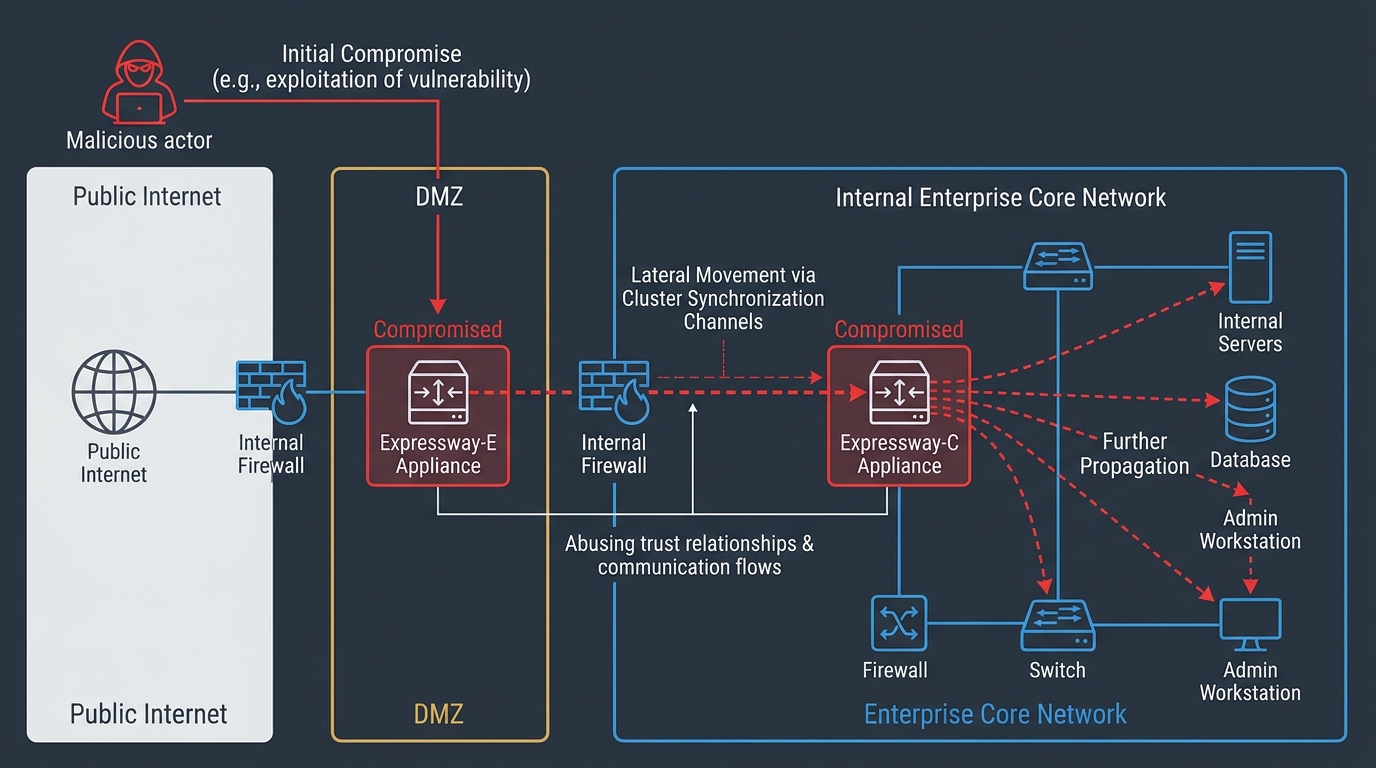 Initial Compromise
(e.g., exploitation of vulnerability)
Malicious actor
Public Internet
DMZ
Internal Enterprise Core Network
Lateral Movement via
Cluster Synchronization
Channels
Compromised
Compromised
Internal
Servers
Public
Internet
Internal
Firewall
Expressway-E
Appliance
Internal
Firewall
Expressway-C
Appliance
Further
Propagation
Database
Admin
Workstation
Abusing trust relationships &
communication flows
Firewall
Switch
Admin
Workstation
Public Internet
DMZ
Enterprise Core Network